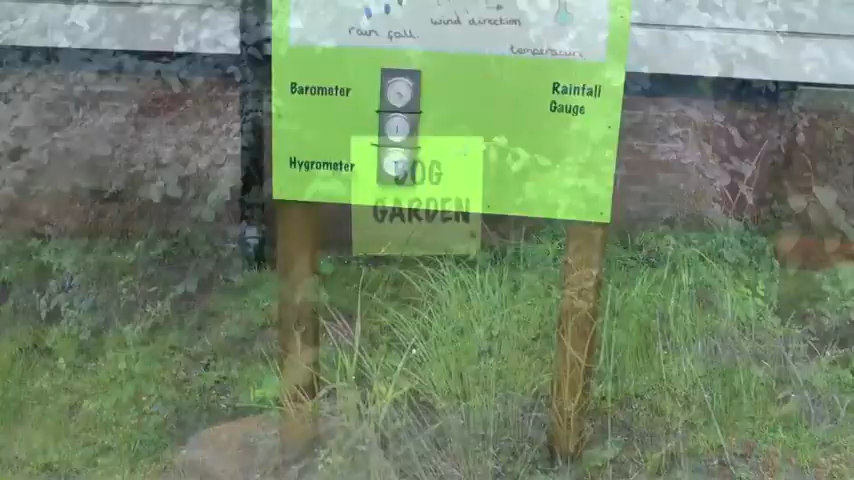 rain fall
wind direction
temperature
Barometer
Rainfall
Gauge
Hygrometer
BOG
GARDEN